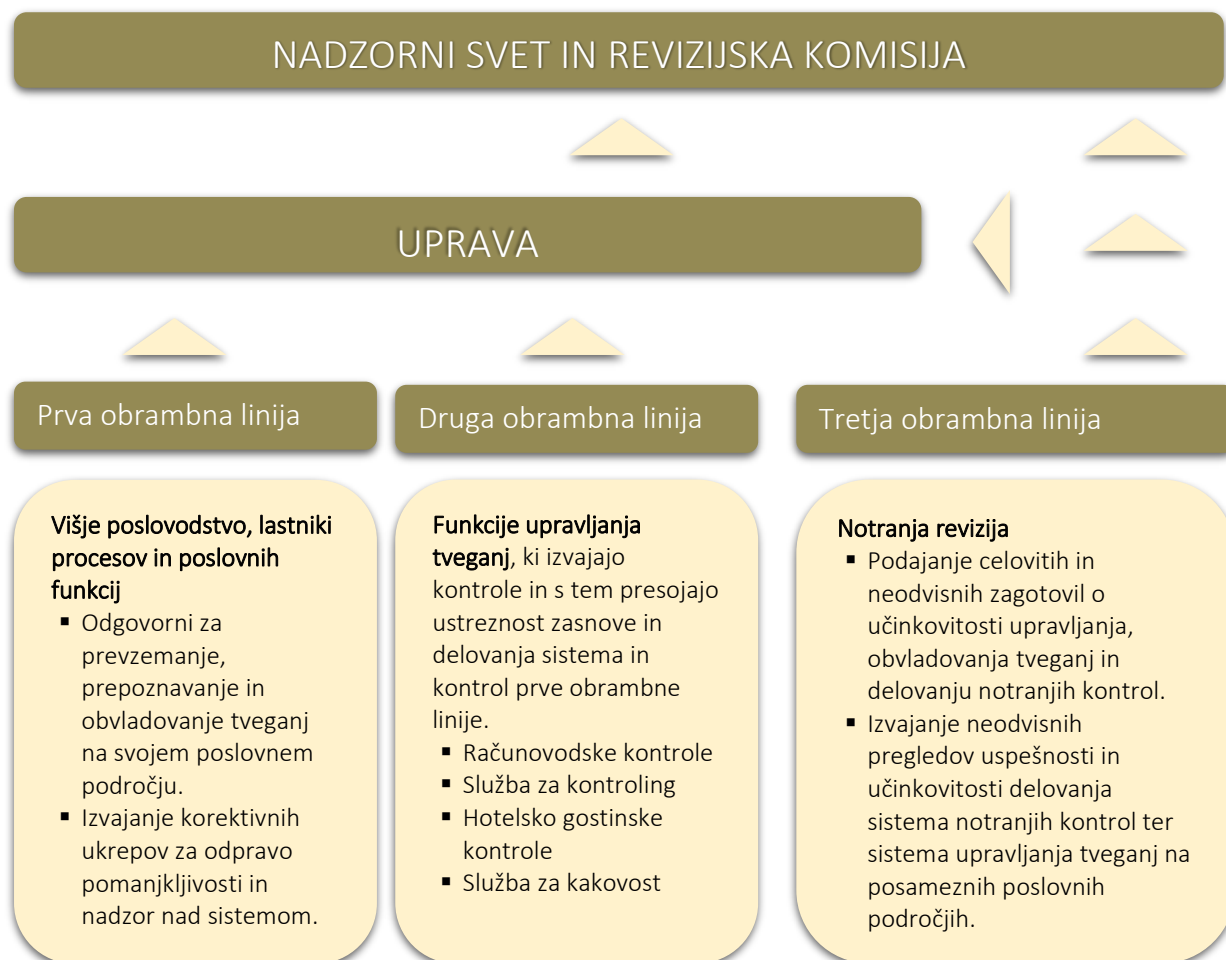 NADZORNI SVET IN REVIZIJSKA KOMISIJA
UPRAVA
Prva obrambna linija
Višje poslovodstvo, lastniki
procesov in poslovnih
funkcij
▪ Odgovorni za
prevzemanje,
prepoznavanje in
obvladovanje tveganj
na svojem poslovnem
področju.
▪ Izvajanje korektivnih
ukrepov za odpravo
pomanjkljivosti in
nadzor nad sistemom.
Druga obrambna linija
Funkcije upravljanja
tveganj, ki izvajajo
kontrole in s tem presojajo
ustreznost zasnove in
delovanja sistema in
kontrol prve obrambne
linije.
▪ Računovodske kontrole
▪ Služba za kontroling
▪ Hotelsko gostinske
kontrole
▪ Služba za kakovost
Tretja obrambna linija
Notranja revizija
▪ Podajanje celovitih in
neodvisnih zagotovil o
učinkovitosti upravljanja,
obvladovanja tveganj in
delovanju notranjih kontrol.
▪ Izvajanje neodvisnih
pregledov uspešnosti in
učinkovitosti delovanja
sistema notranjih kontrol ter
sistema upravljanja tveganj na
posameznih poslovnih
področjih.